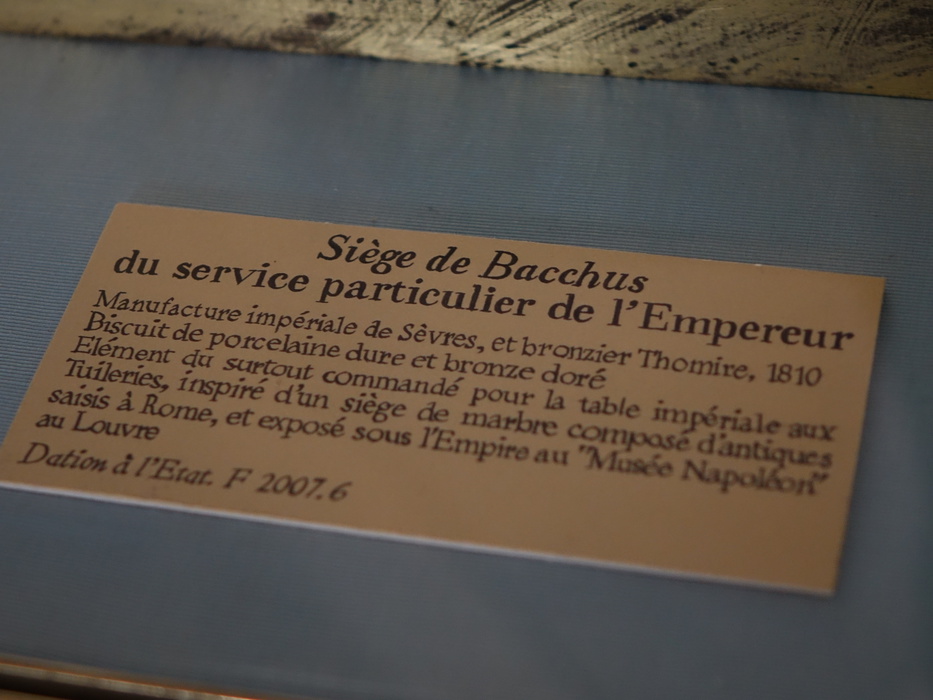 Siège de Bacchus
du service particulier de l'Empereur
Manufacture impériale de Sèvres, et bronzier Thomire, 1810
Biscuit de porcelaine dure et bronze doré
Elément du surtout commandé pour la table impériale aux
Tuileries, inspiré d'un siège de marbre composé d'antiques
saisis à Rome, et exposé sous l'Empire au "Musée Napoléon"
au Louvre
Dation à l'Etat. F 2007.6